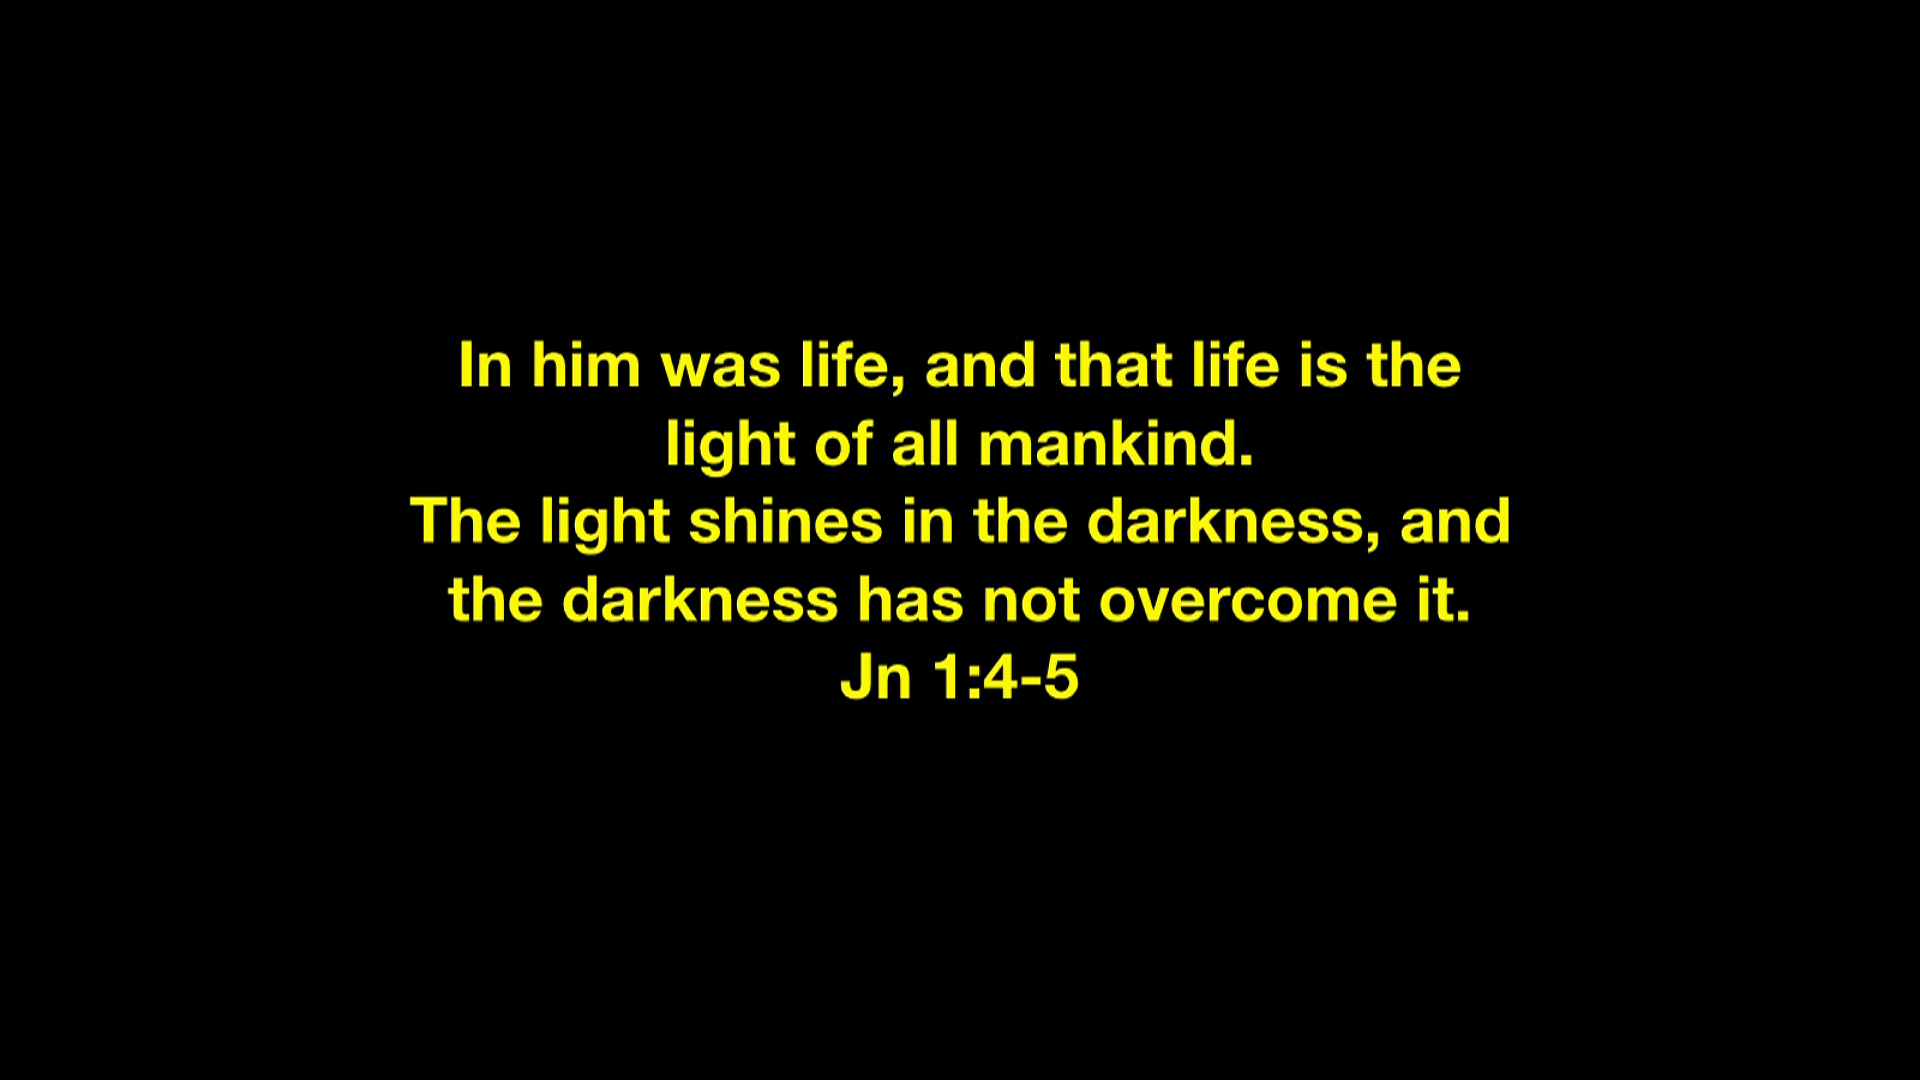 In him was life, and that life is the
light of all mankind.
The light shines in the darkness, and
the darkness has not overcome it.
Jn 1:4-5